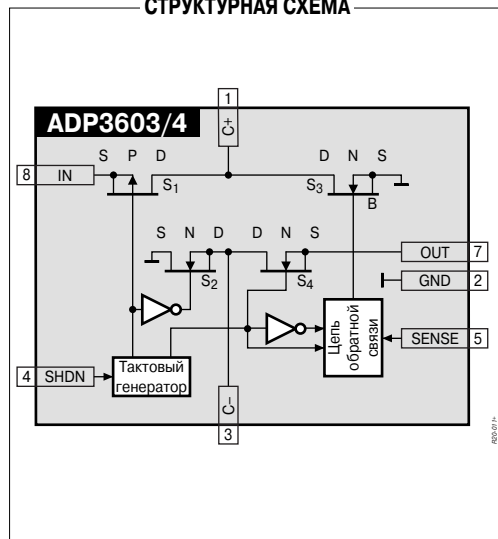 СТРУКТУРНАЯ СХЕМА
1
ADP3603/4
C+
S P D
D N S
8 IN
S1
S3
B
S N D
D N S
OUT 7
S2
S4
GND 2
Цепь
обратной
связи
SENSE 5
4 SHDN
Тактовый
генератор
C−
3